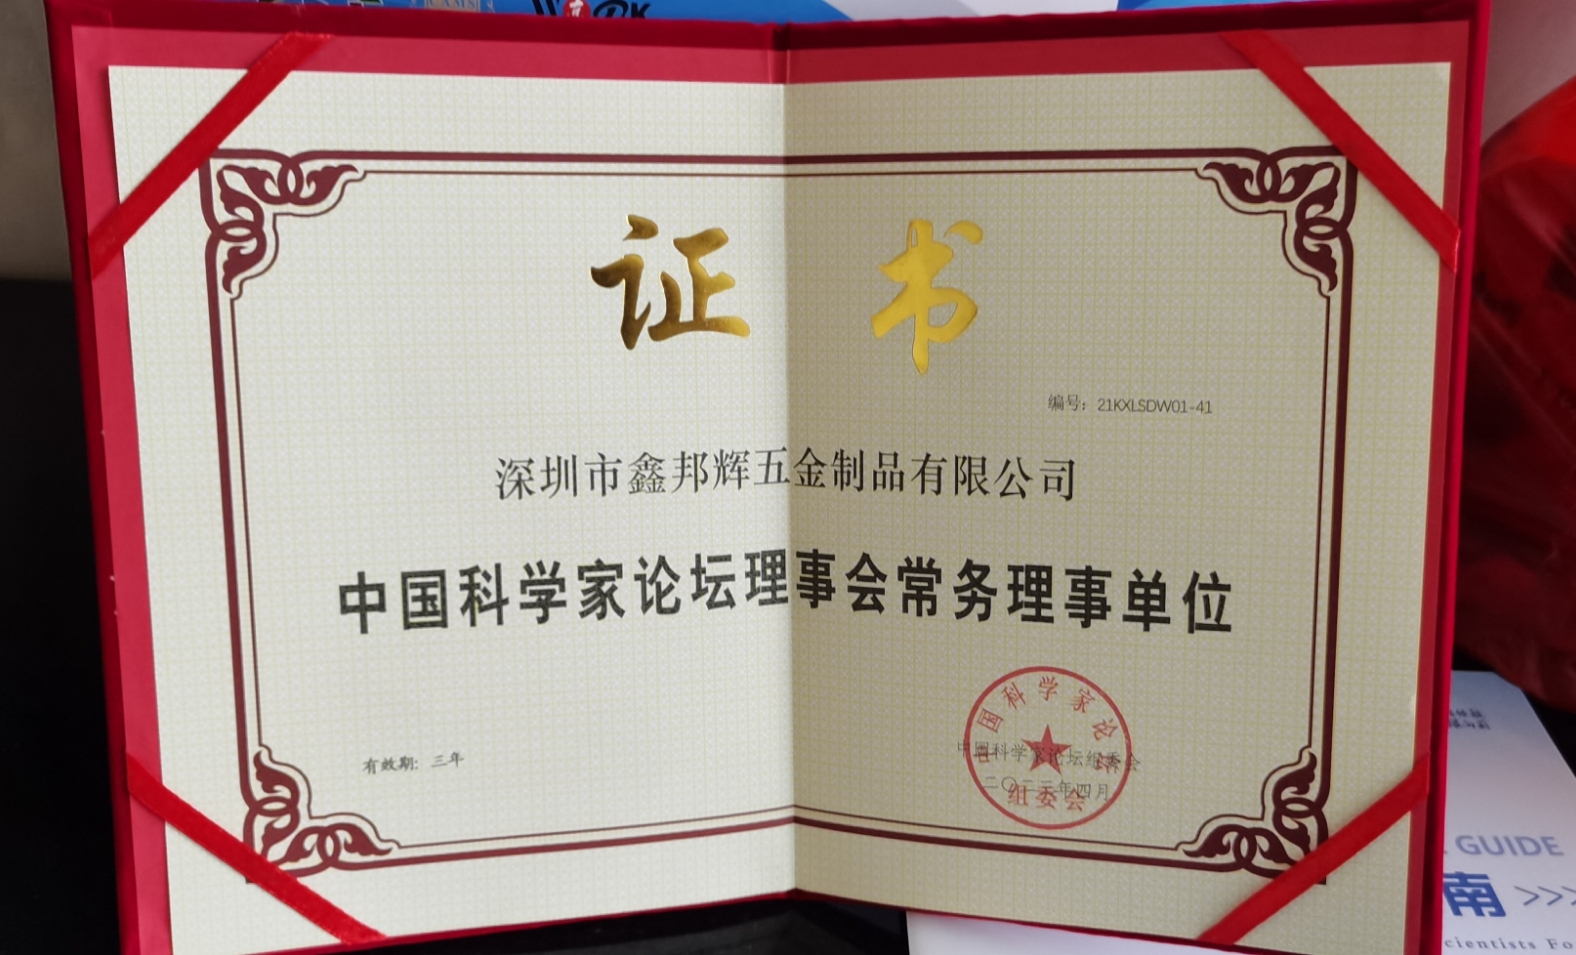 证书
编号：21KXLSDW01-41
深圳市鑫邦辉五金制品有限公司
中国科学家论坛理事会常务理事单位
有效期：三年
中国科学家论坛组委会
二〇二三年四月
中国科学家论坛
组委会
GUIDE
南 >>>
cientists Fo